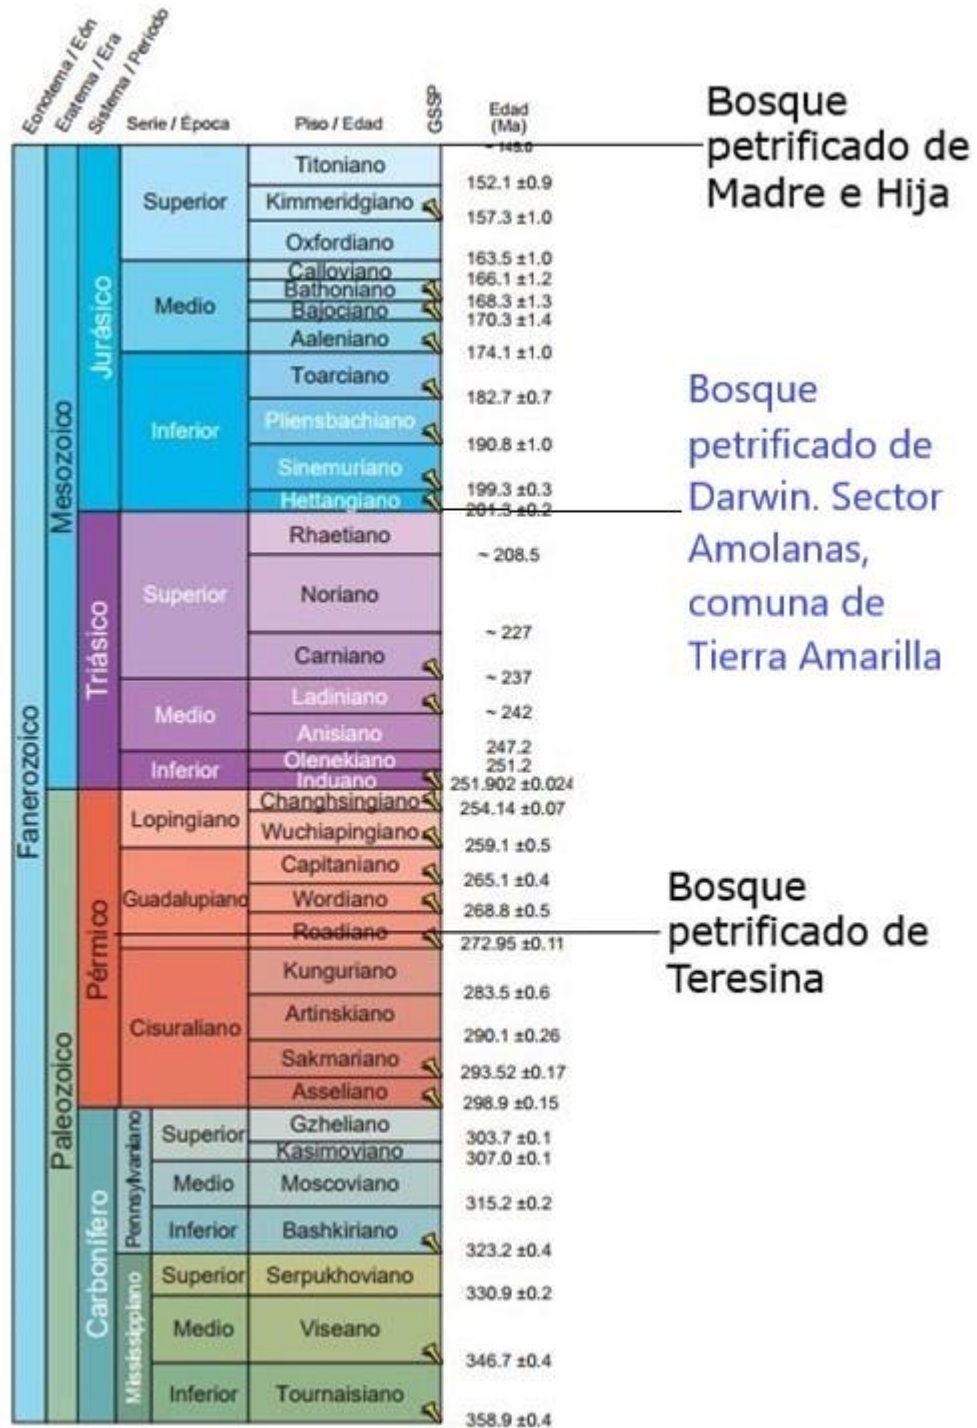 Eonotema / Eón
Eratema / Era
Sistema / Periodo
Serie / Época
Piso / Edad
GSSP
Edad
(Ma)
Fanerozoico
Mesozoico
Paleozoico
Jurásico
Triásico
Pérmico
Carbonífero
Pennsylvaniano
Mississippiano
Superior
Medio
Inferior
Superior
Medio
Inferior
Lopingiano
Guadalupiano
Cisuraliano
Superior
Medio
Inferior
Superior
Medio
Inferior
Titoniano
Kimmeridgiano
Oxfordiano
Calloviano
Bathoniano
Bajociano
Aaleniano
Toarciano
Pliensbachiano
Sinemuriano
Hettangiano
Rhaetiano
Noriano
Carniano
Ladiniano
Anisiano
Olenekiano
Induano
Changhsingiano
Wuchiapingiano
Capitaniano
Wordiano
Roadiano
Kunguriano
Artinskiano
Sakmariano
Asseliano
Gzheliano
Kasimoviano
Moscoviano
Bashkiriano
Serpukhoviano
Viseano
Tournaisiano
~ 145.0
152.1 ±0.9
157.3 ±1.0
163.5 ±1.0
166.1 ±1.2
168.3 ±1.3
170.3 ±1.4
174.1 ±1.0
182.7 ±0.7
190.8 ±1.0
199.3 ±0.3
201.3 ±0.2
~ 208.5
~ 227
~ 237
~ 242
247.2
251.2
251.902 ±0.024
254.14 ±0.07
259.1 ±0.5
265.1 ±0.4
268.8 ±0.5
272.95 ±0.11
283.5 ±0.6
290.1 ±0.26
293.52 ±0.17
298.9 ±0.15
303.7 ±0.1
307.0 ±0.1
315.2 ±0.2
323.2 ±0.4
330.9 ±0.2
346.7 ±0.4
358.9 ±0.4
Bosque
petrificado de
Madre e Hija
Bosque
petrificado de
Darwin. Sector
Amolanas,
comuna de
Tierra Amarilla
Bosque
petrificado de
Teresina